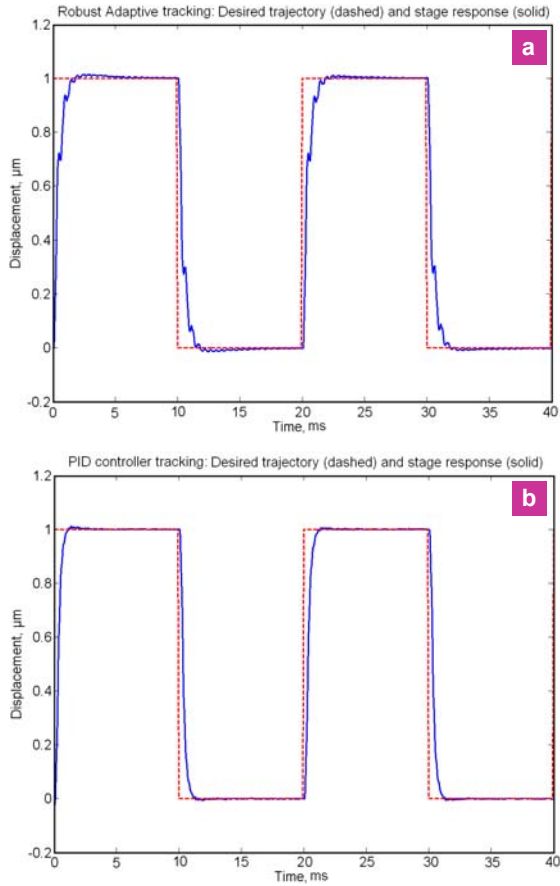 Robust Adaptive tracking: Desired trajectory (dashed) and stage response (solid)
a
1.2
1
0.8
0.6
0.4
0.2
0
-0.2
Displacement, μm
0 5 10 15 20 25 30 35 40
Time, ms
PID controller tracking: Desired trajectory (dashed) and stage response (solid)
b
1.2
1
0.8
0.6
0.4
0.2
0
-0.2
Displacement, μm
0 5 10 15 20 25 30 35 40
Time, ms